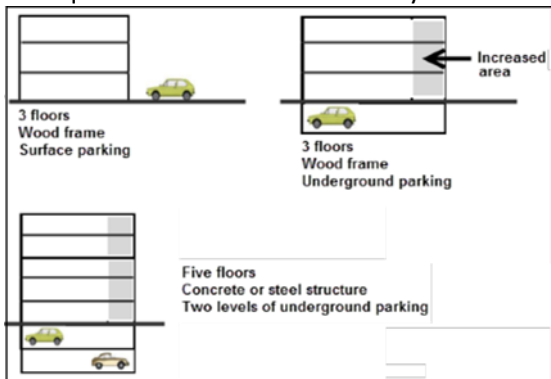 Increased
area
3 floors
Wood frame
Surface parking
3 floors
Wood frame
Underground parking
Five floors
Concrete or steel structure
Two levels of underground parking